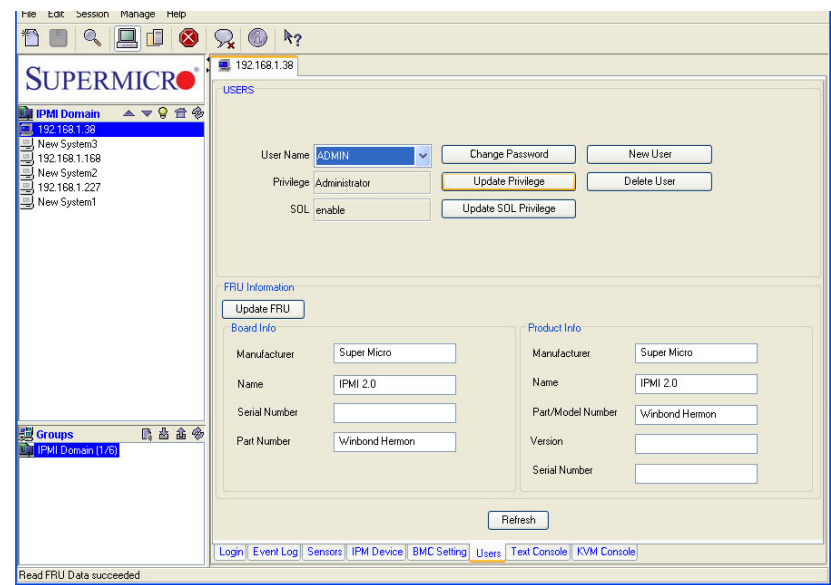 File Edit Session Manage Help
192.168.1.38
SUPERMICRO
USERS
IPMI Domain
192.168.1.38
New System3
192.168.1.168
New System2
192.168.1.227
New System1
User Name ADMIN Change Password New User
Privilege Administrator Update Privilege Delete User
SOL enable Update SOL Privilege
FRU Information
Update FRU
Board Info
Manufacturer Super Micro
Name IPMI 2.0
Serial Number
Part Number Winbond Hermon
Product Info
Manufacturer Super Micro
Name IPMI 2.0
Part/Model Number Winbond Hermon
Version
Serial Number
Groups
IPMI Domain (1/6)
Refresh
Login Event Log Sensors IPM Device BMC Setting Users Text Console KVM Console
Read FRU Data succeeded